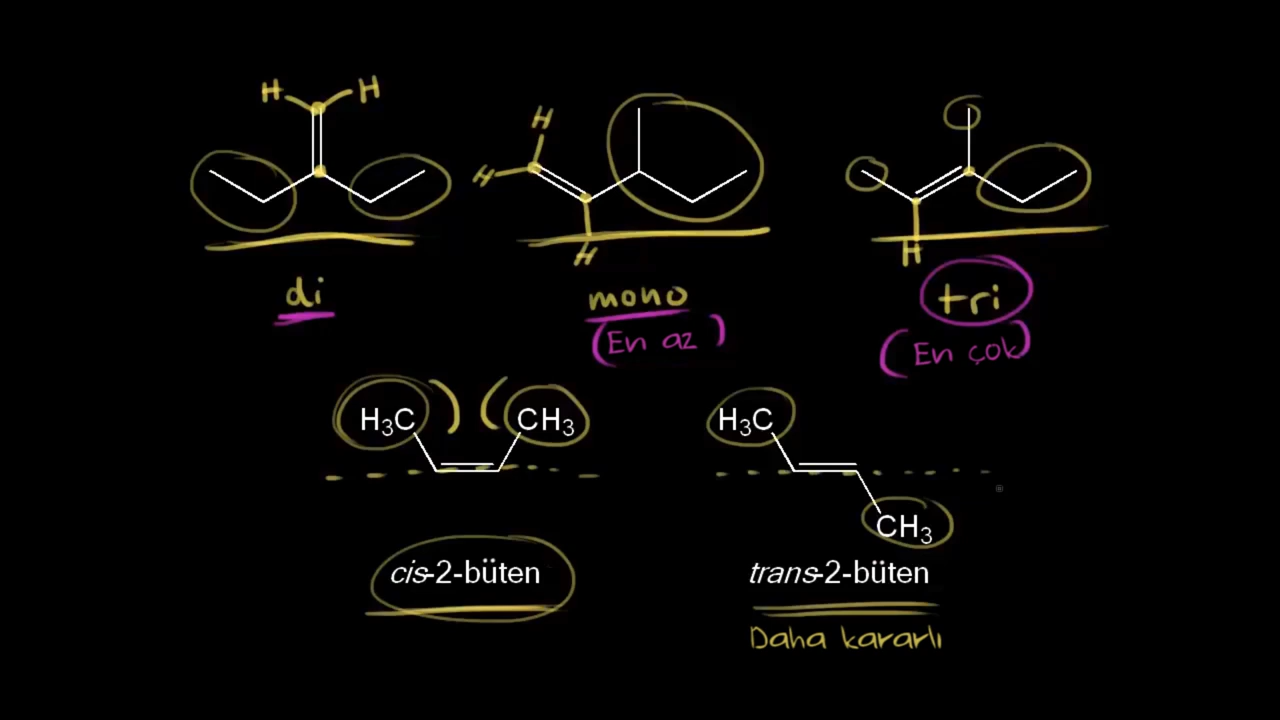 H H
H
H
H
H
di
mono
tri
(En az)
(En çok)
H₃C CH₃
H₃C
CH₃
cis-2-büten
trans-2-büten
Daha kararlı